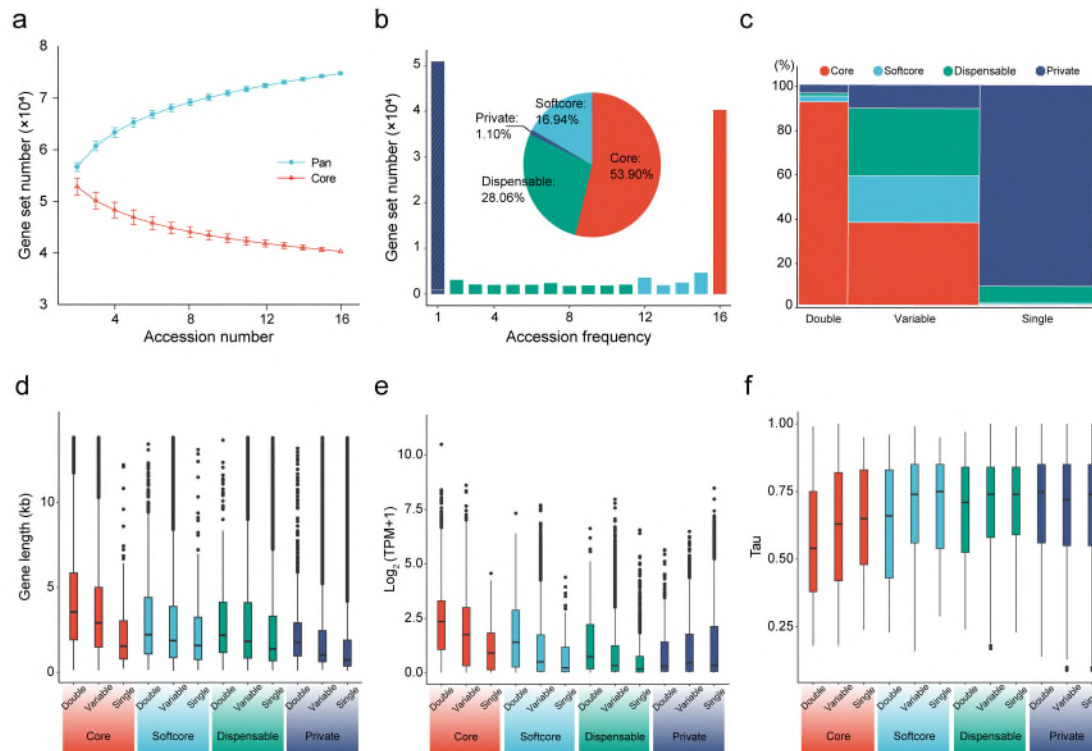 a
Gene set number (×10⁴)
8
7
6
5
4
3
Pan
Core
4
8
12
16
Accession number
b
Gene set number (×10⁴)
5
4
3
2
1
0
Softcore:
16.94%
Private:
1.10%
Core:
53.90%
Dispensable:
28.06%
1
4
8
12
16
Accession frequency
c
(%)
Core
Softcore
Dispensable
Private
100
80
60
40
20
0
Double
Variable
Single
d
Gene length (kb)
10
5
0
Double
Variable
Single
Double
Variable
Single
Double
Variable
Single
Double
Variable
Single
Core
Softcore
Dispensable
Private
e
Log₂ (TPM+1)
10.0
7.5
5.0
2.5
0.0
Double
Variable
Single
Double
Variable
Single
Double
Variable
Single
Double
Variable
Single
Core
Softcore
Dispensable
Private
f
Tau
1.00
0.75
0.50
0.25
Double
Variable
Single
Double
Variable
Single
Double
Variable
Single
Double
Variable
Single
Core
Softcore
Dispensable
Private